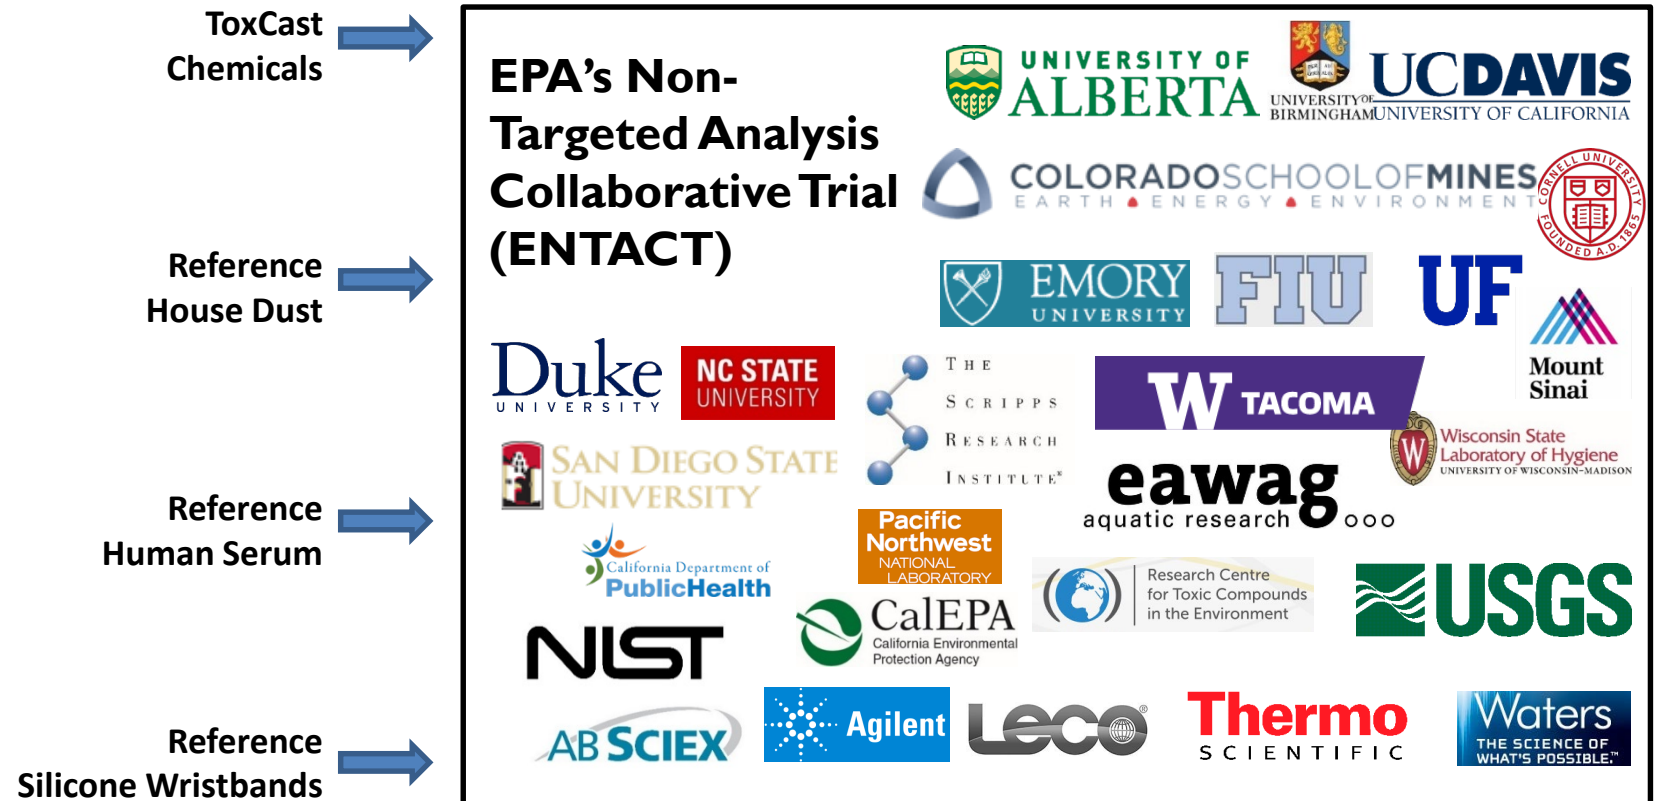 ToxCast
Chemicals
Reference
House Dust
Reference
Human Serum
Reference
Silicone Wristbands
EPA's Non-
Targeted Analysis
Collaborative Trial
(ENTACT)
UNIVERSITY OF
ALBERTA
UNIVERSITY OF
BIRMINGHAM
UCDAVIS
UNIVERSITY OF CALIFORNIA
COLORADOSCHOOLOFMINES
EARTH ENERGY ENVIRONMENT
CORNELL UNIVERSITY
FOUNDED A.D. 1865
EMORY
UNIVERSITY
FIU
UF
Mount
Sinai
Duke
UNIVERSITY
NC STATE
UNIVERSITY
THE
SCRIPPS
RESEARCH
INSTITUTE®
W TACOMA
W
Wisconsin State
Laboratory of Hygiene
UNIVERSITY OF WISCONSIN-MADISON
SAN DIEGO STATE
UNIVERSITY
eawag
aquatic research
California Department of
PublicHealth
Pacific
Northwest
NATIONAL
LABORATORY
Research Centre
for Toxic Compounds
in the Environment
USGS
NIST
CalEPA
California Environmental
Protection Agency
AB SCIEX
Agilent
LECO®
Thermo
SCIENTIFIC
Waters
THE SCIENCE OF
WHAT'S POSSIBLE.™